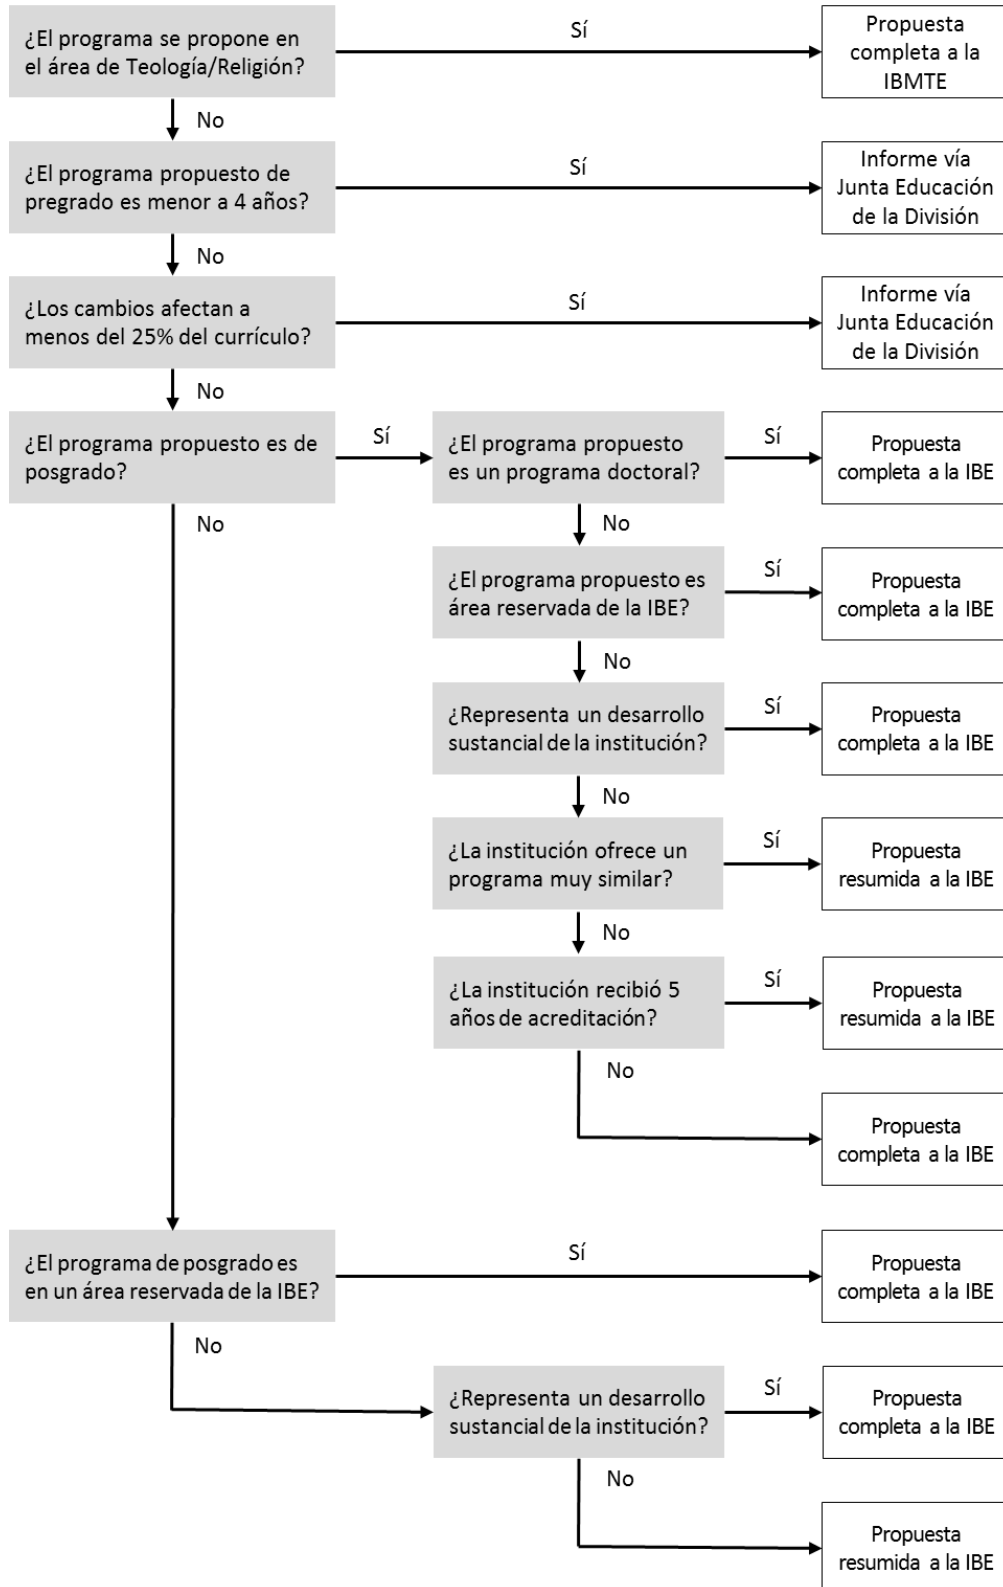 ¿El programa se propone en
el área de Teología/Religión?
Sí
Propuesta
completa a la
IBMTE
No
¿El programa propuesto de
pregrado es menor a 4 años?
Sí
Informe vía
Junta Educación
de la División
No
¿Los cambios afectan a
menos del 25% del currículo?
Sí
Informe vía
Junta Educación
de la División
No
¿El programa propuesto es de
posgrado?
Sí
¿El programa propuesto
es un programa doctoral?
Sí
Propuesta
completa a la IBE
No
No
¿El programa propuesto es
área reservada de la IBE?
Sí
Propuesta
completa a la IBE
No
¿Representa un desarrollo
sustancial de la institución?
Sí
Propuesta
completa a la IBE
No
¿La institución ofrece un
programa muy similar?
Sí
Propuesta
resumida a la IBE
No
¿La institución recibió 5
años de acreditación?
Sí
Propuesta
resumida a la IBE
No
Propuesta
completa a la IBE
¿El programa de posgrado es
en un área reservada de la IBE?
Sí
Propuesta
completa a la IBE
No
¿Representa un desarrollo
sustancial de la institución?
Sí
Propuesta
completa a la IBE
No
Propuesta
resumida a la IBE